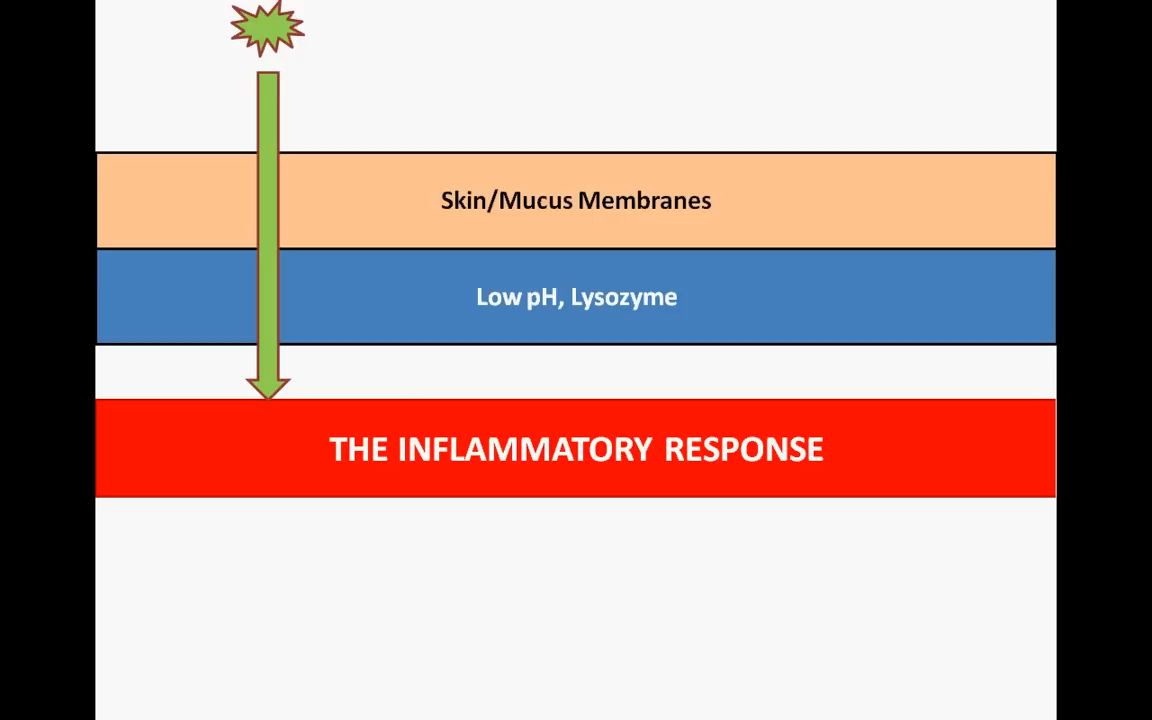 Skin/Mucus Membranes
Low pH, Lysozyme
THE INFLAMMATORY RESPONSE